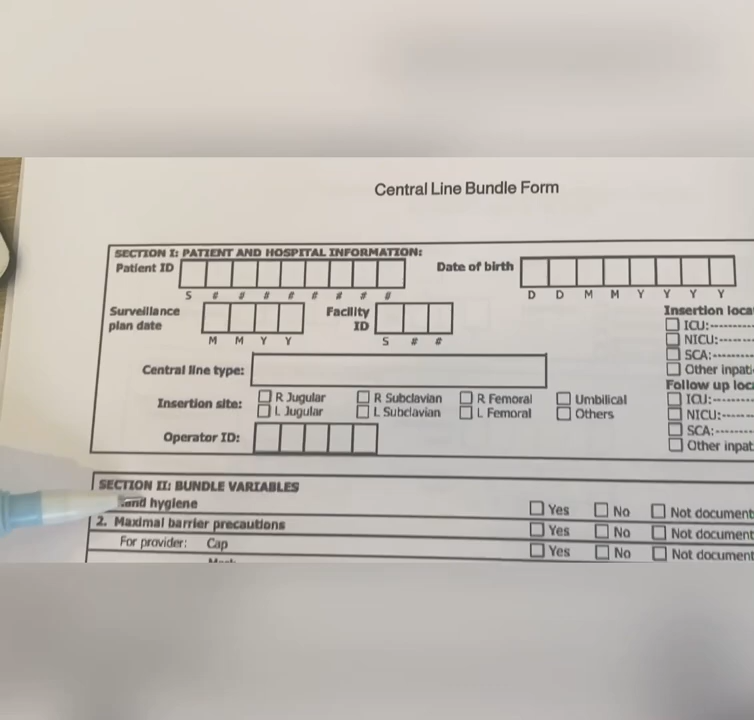 Central Line Bundle Form
SECTION I: PATIENT AND HOSPITAL INFORMATION:
Patient ID
S # # # # # # # #
Date of birth
D D M M Y Y Y Y
Surveillance plan date
M M Y Y
Facility ID
S # #
Insertion loca
ICU:--------
NICU:------
SCA:--------
Other inpati
Central line type:
Follow up loc
ICU:--------
NICU:------
SCA:--------
Other inpat
Insertion site:
R Jugular
R Subclavian
R Femoral
Umbilical
L Jugular
L Subclavian
L Femoral
Others
Operator ID:
SECTION II: BUNDLE VARIABLES
hygiene
Yes No Not document
2. Maximal barrier precautions
Yes No Not document
For provider: Cap
Yes No Not document